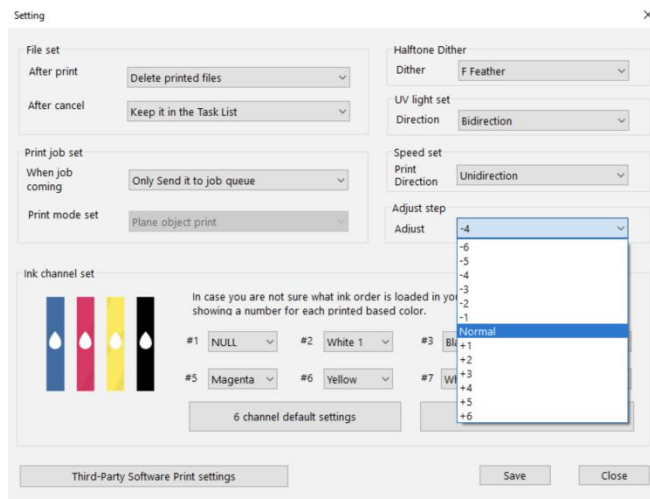 Setting
File set
After print
Delete printed files
After cancel
Keep it in the Task List
Print job set
When job
coming
Only Send it to job queue
Print mode set
Plane object print
Halftone Dither
Dither
F Feather
UV light set
Direction
Bidirection
Speed set
Print
Direction
Unidirection
Adjust step
Adjust
-4
-6
-5
-4
-3
-2
-1
Normal
+1
+2
+3
+4
+5
+6
Ink channel set
In case you are not sure what ink order is loaded in
showing a number for each printed based color.
#1 NULL #2 White 1 #3
#5 Magenta #6 Yellow #7
6 channel default settings
Third-Party Software Print settings
Save
Close